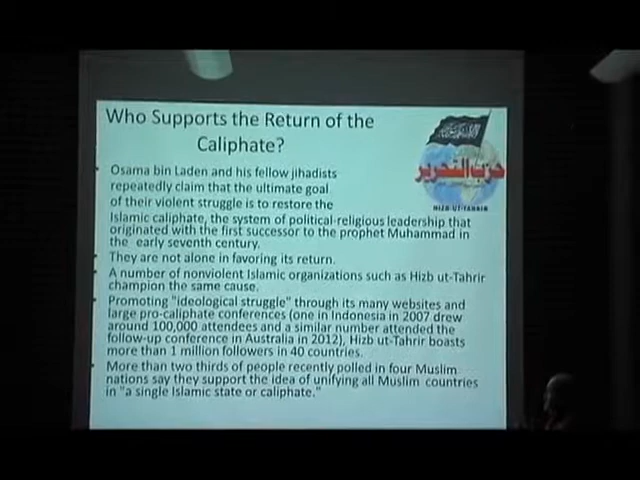 Who Supports the Return of the
Caliphate?
حزب التحرير
HIZB UT-TAHRIR
• Osama bin Laden and his fellow jihadists
repeatedly claim that the ultimate goal
of their violent struggle is to restore the
Islamic caliphate, the system of political-religious leadership that
originated with the first successor to the prophet Muhammad in
the early seventh century.
• They are not alone in favoring its return.
• A number of nonviolent Islamic organizations such as Hizb ut-Tahrir
champion the same cause.
• Promoting "ideological struggle" through its many websites and
large pro-caliphate conferences (one in Indonesia in 2007 drew
around 100,000 attendees and a similar number attended the
follow-up conference in Australia in 2012), Hizb ut-Tahrir boasts
more than 1 million followers in 40 countries.
• More than two thirds of people recently polled in four Muslim
nations say they support the idea of unifying all Muslim countries
in "a single Islamic state or caliphate."